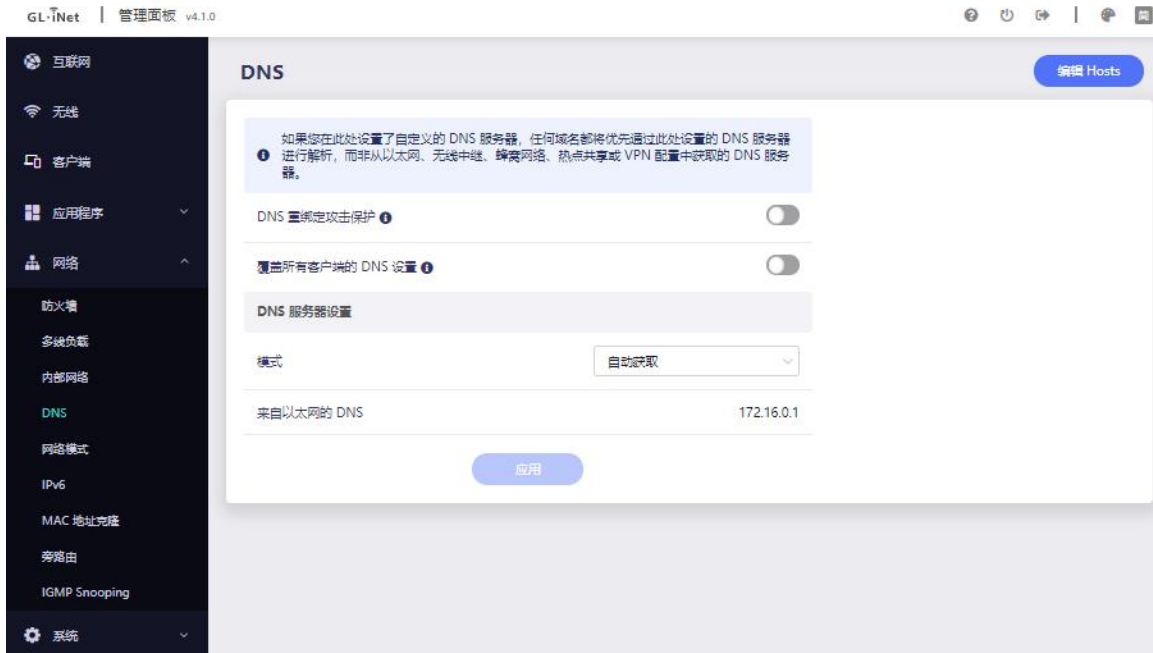 GL·iNet | 管理面板 v4.1.0
简
互联网
无线
客户端
应用程序
网络
防火墙
多线负载
内部网络
DNS
网络模式
IPv6
MAC 地址克隆
旁路由
IGMP Snooping
系统
DNS
编辑 Hosts
如果您在此处设置了自定义的 DNS 服务器，任何域名都将优先通过此处设置的 DNS 服务器
进行解析，而非从以太网、无线中继、蜂窝网络、热点共享或 VPN 配置中获取的 DNS 服务
器。
DNS 重绑定攻击保护
覆盖所有客户端的 DNS 设置
DNS 服务器设置
模式 自动获取
来自以太网的 DNS 172.16.0.1
应用